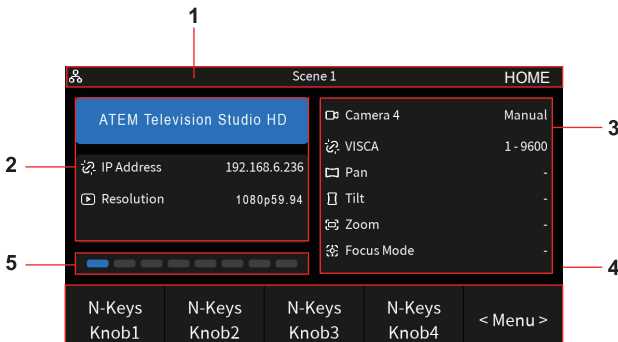 1
Scene 1 HOME
ATEM Television Studio HD
Camera 4 Manual
3
VISCA 1 - 9600
2
IP Address 192.168.6.236
Pan -
Resolution 1080p59.94
Tilt -
Zoom -
Focus Mode -
5
4
N-Keys N-Keys N-Keys N-Keys
< Menu >
Knob1 Knob2 Knob3 Knob4